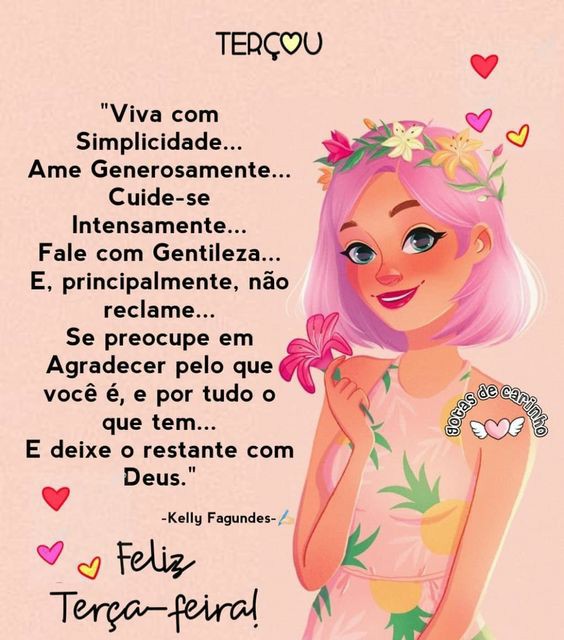 TERÇOU
"Viva com
Simplicidade...
Ame Generosamente...
Cuide-se
Intensamente...
Fale com Gentileza...
E, principalmente, não
reclame...
Se preocupe em
Agradecer pelo que
você é, e por tudo o
que tem...
E deixe o restante com
Deus."
-Kelly Fagundes-
gotas de carinho
Feliz
Terça-feira!